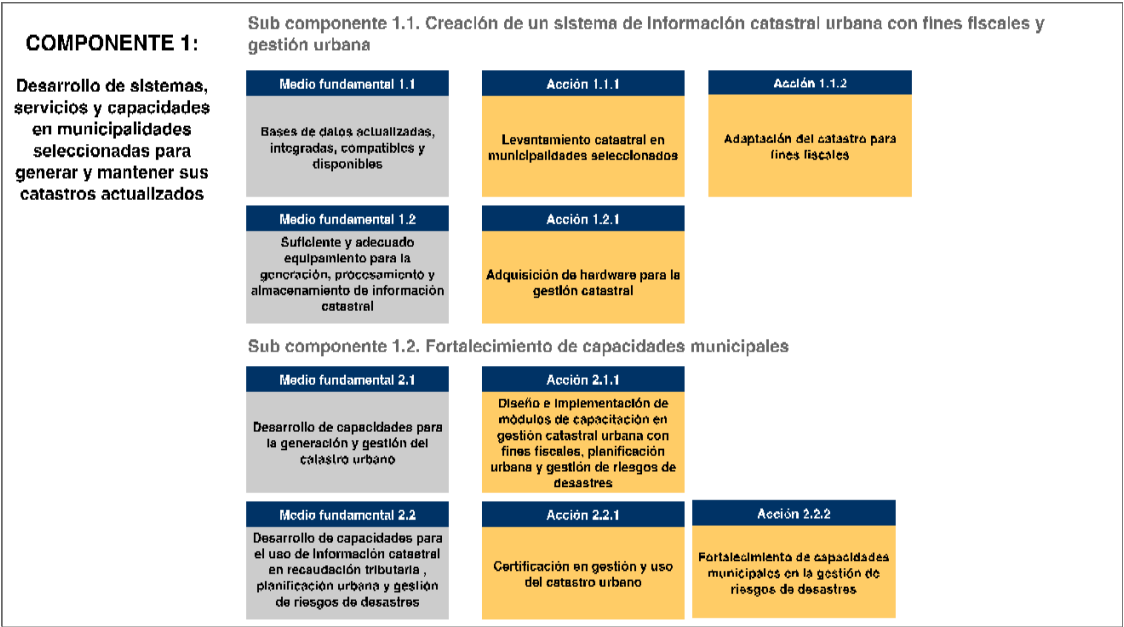 COMPONENTE 1:
Desarrollo de sistemas,
servicios y capacidades
en municipalidades
seleccionadas para
generar y mantener sus
catastros actualizados
Sub componente 1.1. Creación de un sistema de información catastral urbana con fines fiscales y
gestión urbana
Medio fundamental 1.1
Bases de datos actualizadas,
integradas, compatibles y
disponibles
Acción 1.1.1
Levantamiento catastral en
municipalidades seleccionados
Acción 1.1.2
Adaptación del catastro para
fines fiscales
Medio fundamental 1.2
Suficiente y adecuado
equipamiento para la
generación, procesamiento y
almacenamiento de información
catastral
Acción 1.2.1
Adquisición de hardware para la
gestión catastral
Sub componente 1.2. Fortalecimiento de capacidades municipales
Medio fundamental 2.1
Desarrollo de capacidades para
la generación y gestión del
catastro urbano
Acción 2.1.1
Diseño e implementación de
módulos de capacitación en
gestión catastral urbana con
fines fiscales, planificación
urbana y gestión de riesgos de
desastres
Medio fundamental 2.2
Desarrollo de capacidades para
el uso de información catastral
en recaudación tributaria ,
planificación urbana y gestión
de riesgos de desastres
Acción 2.2.1
Certificación en gestión y uso
del catastro urbano
Acción 2.2.2
Fortalecimiento de capacidades
municipales en la gestión de
riesgos de desastres